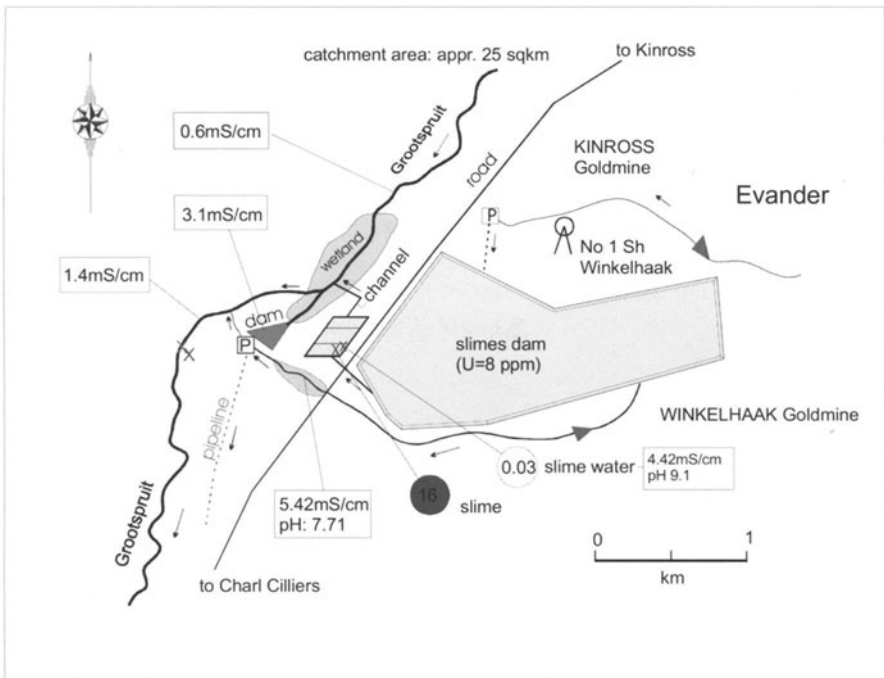 catchment area: appr. 25 sqkm
to Kinross
0.6mS/cm
Grootspruit
road
KINROSS
Goldmine
Evander
3.1mS/cm
P
wetland
No 1 Sh
Winkelhaak
1.4mS/cm
channel
dam
P
slimes dam
(U=8 ppm)
WINKELHAAK Goldmine
pipeline
0.03 slime water
4.42mS/cm
pH 9.1
16
slime
5.42mS/cm
pH: 7.71
Grootspruit
0
1
km
to Charl Cilliers